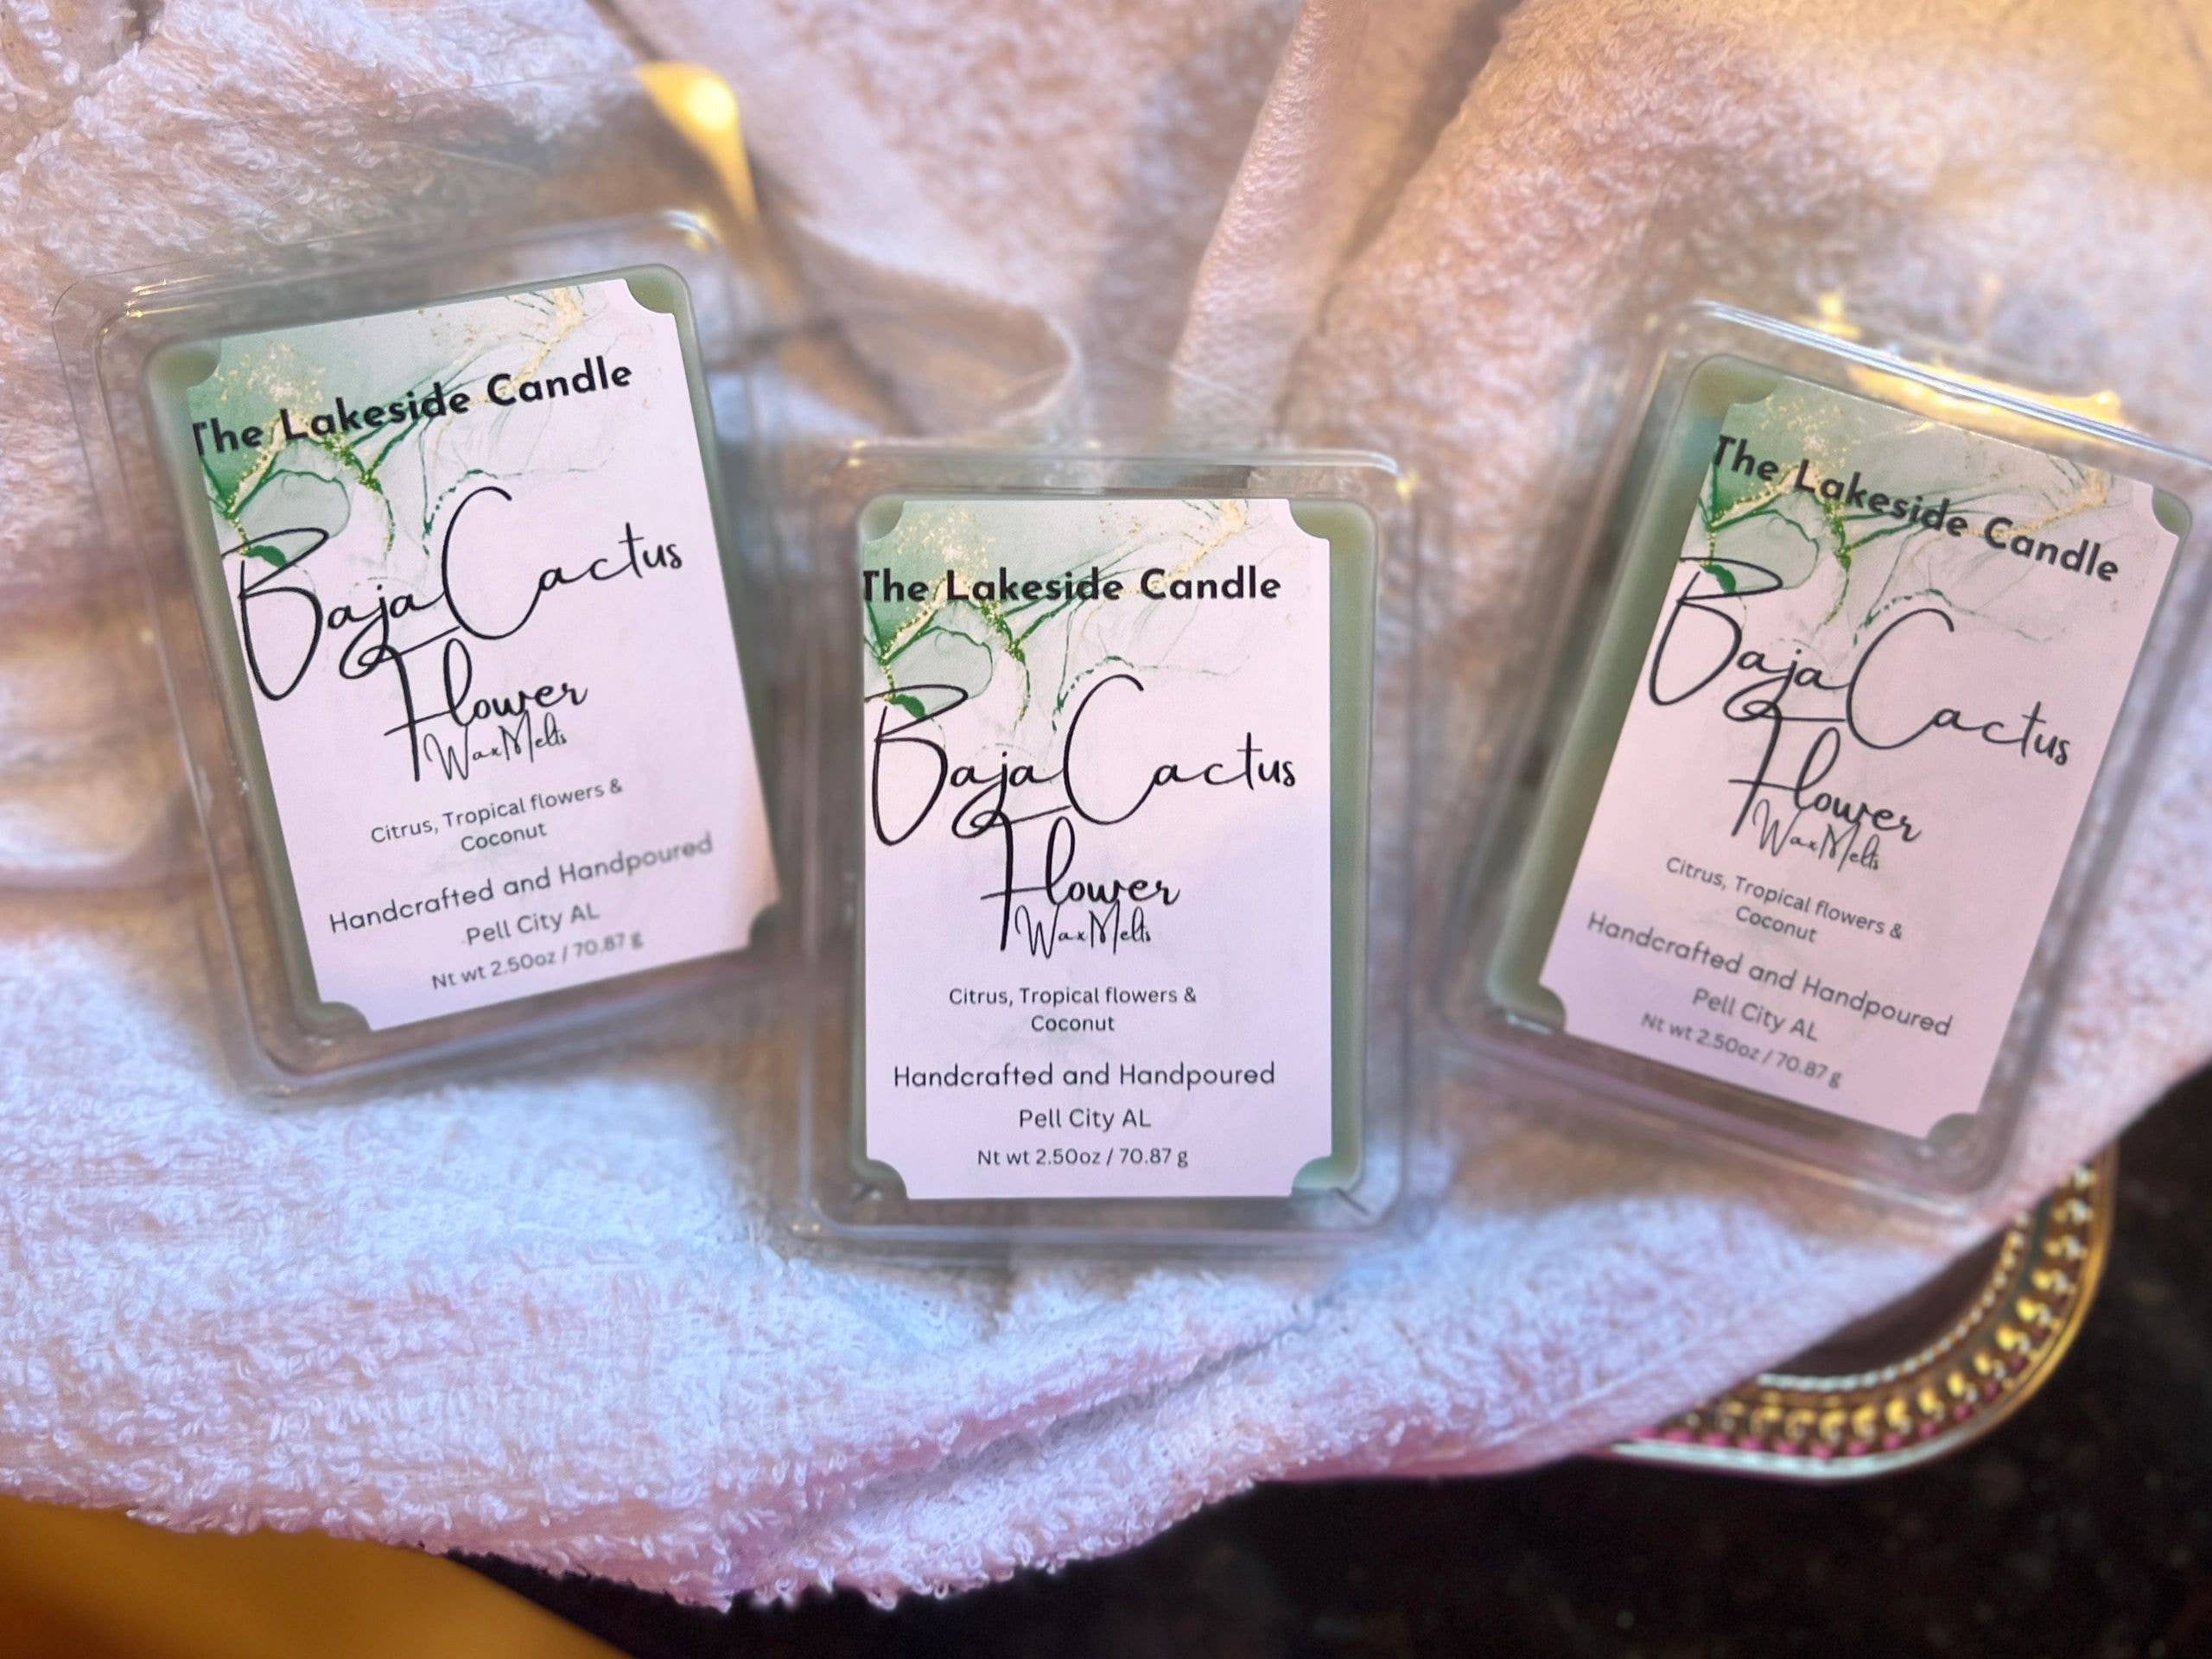 The Lakeside Candle
Baja Cactus
Flower
Wax Melts
Citrus, Tropical flowers &
Coconut
Handcrafted and Handpoured
Pell City AL
Nt wt 2.50oz / 70.87 g
The Lakeside Candle
Baja Cactus
Flower
Wax Melts
Citrus, Tropical flowers &
Coconut
Handcrafted and Handpoured
Pell City AL
Nt wt 2.50oz / 70.87 g
The Lakeside Candle
Baja Cactus
Flower
Wax Melts
Citrus, Tropical flowers &
Coconut
Handcrafted and Handpoured
Pell City AL
Nt wt 2.50oz / 70.87 g